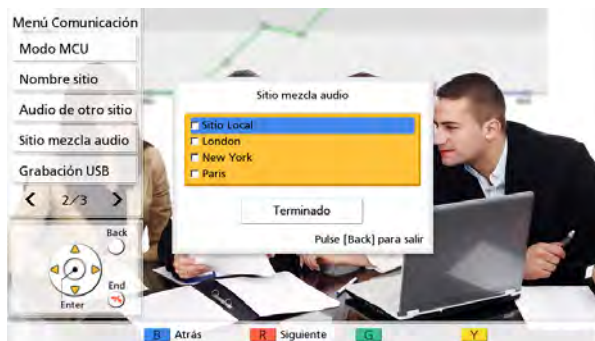 Menú Comunicación
Modo MCU
Nombre sitio
Audio de otro sitio
Sitio mezcla audio
Grabación USB
2/3
Back
End
Enter
Sitio mezcla audio
Sitio Local
London
New York
Paris
Terminado
Pulse [Back] para salir
B Atrás R Siguiente G Y